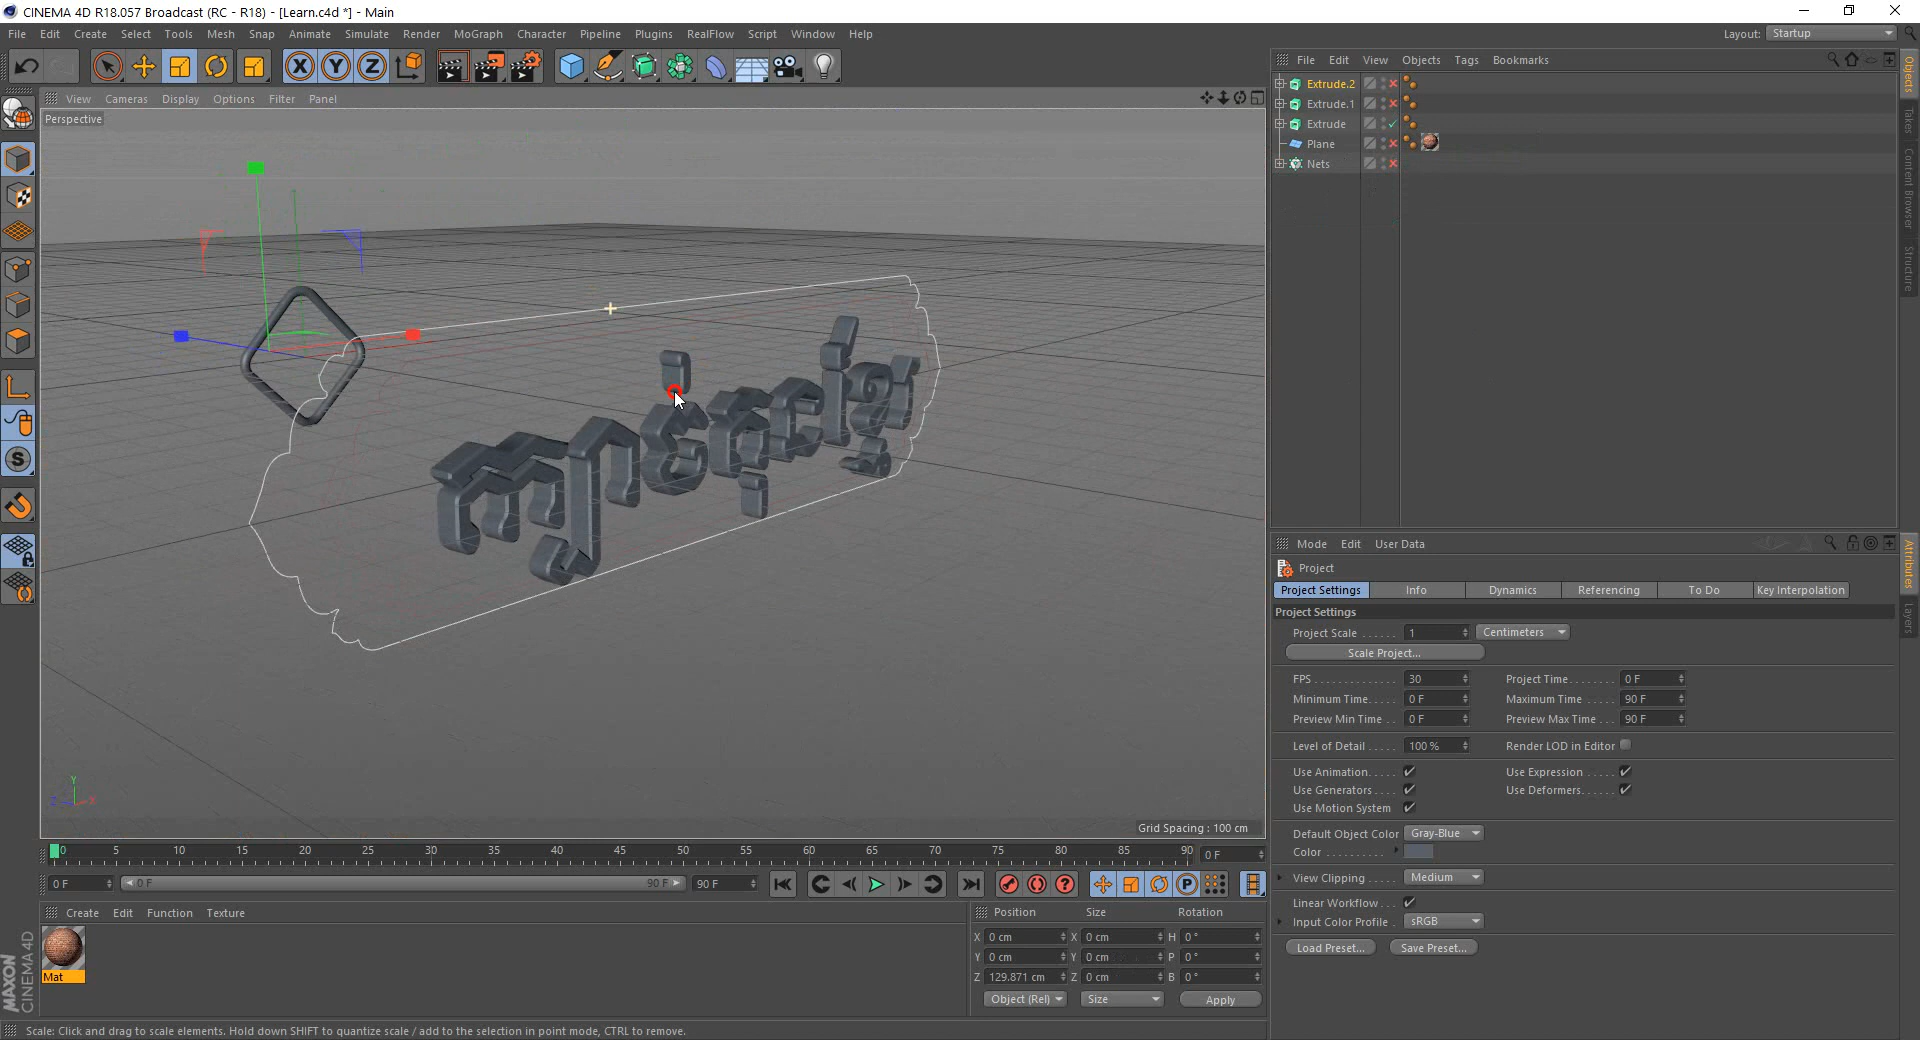 CINEMA 4D R18.057 Broadcast (RC - R18) - [Learn.c4d *] - Main
File Edit Create Select Tools Mesh Snap Animate Simulate Render MoGraph Character Pipeline Plugins RealFlow Script Window Help Layout: Startup
View Cameras Display Options Filter Panel
Perspective
Grid Spacing : 100 cm
0 5 10 15 20 25 30 35 40 45 50 55 60 65 70 75 80 85 90 0 F
0 F 0 F 90 F 90 F
Create Edit Function Texture
Mat
MAXON
CINEMA 4D
Position Size Rotation
X 0 cm X 0 cm H 0 °
Y 0 cm Y 0 cm P 0 °
Z 129.871 cm Z 0 cm B 0 °
Object (Rel) Size Apply
Scale: Click and drag to scale elements. Hold down SHIFT to quantize scale / add to the selection in point mode, CTRL to remove.
File Edit View Objects Tags Bookmarks
Extrude.2
Extrude.1
Extrude
Plane
Nets
Objects
Takes
Content Browser
Structure
Mode Edit User Data
Project
Project Settings Info Dynamics Referencing To Do Key Interpolation
Project Settings
Project Scale 1 Centimeters
Scale Project...
FPS 30 Project Time 0 F
Minimum Time 0 F Maximum Time 90 F
Preview Min Time 0 F Preview Max Time 90 F
Level of Detail 100 % Render LOD in Editor
Use Animation Use Expression
Use Generators Use Deformers
Use Motion System
Default Object Color Gray-Blue
Color
View Clipping Medium
Linear Workflow
Input Color Profile sRGB
Load Preset... Save Preset...
Attributes
Layers